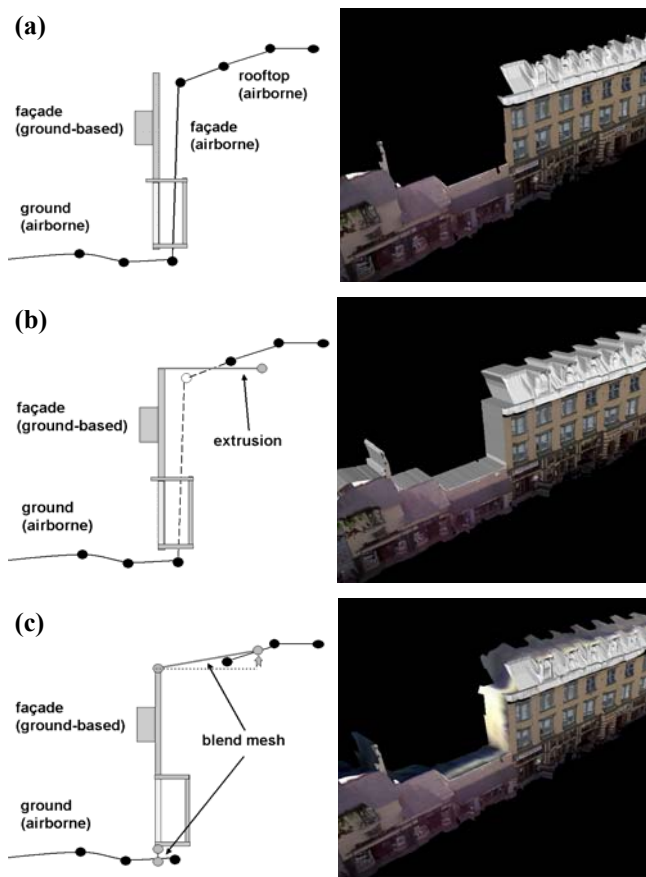 (a)
rooftop
(airborne)
façade
(ground-based)
façade
(airborne)
ground
(airborne)
(b)
façade
(ground-based)
extrusion
ground
(airborne)
(c)
façade
(ground-based)
blend mesh
ground
(airborne)